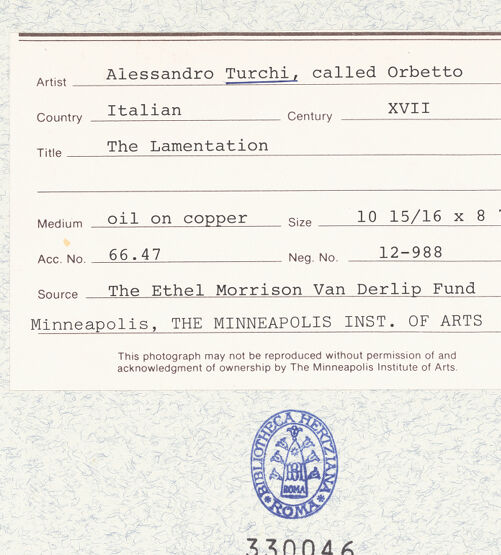 Artist Alessandro Turchi, called Orbetto
Country Italian Century XVII
Title The Lamentation
Medium oil on copper Size 10 15/16 x 8
Acc. No. 66.47 Neg. No. 12-988
Source The Ethel Morrison Van Derlip Fund
Minneapolis, THE MINNEAPOLIS INST. OF ARTS
This photograph may not be reproduced without permission of and
acknowledgment of ownership by The Minneapolis Institute of Arts.
BIBLIOTHECA HERTZIANA
ROMA
ROMA
330046